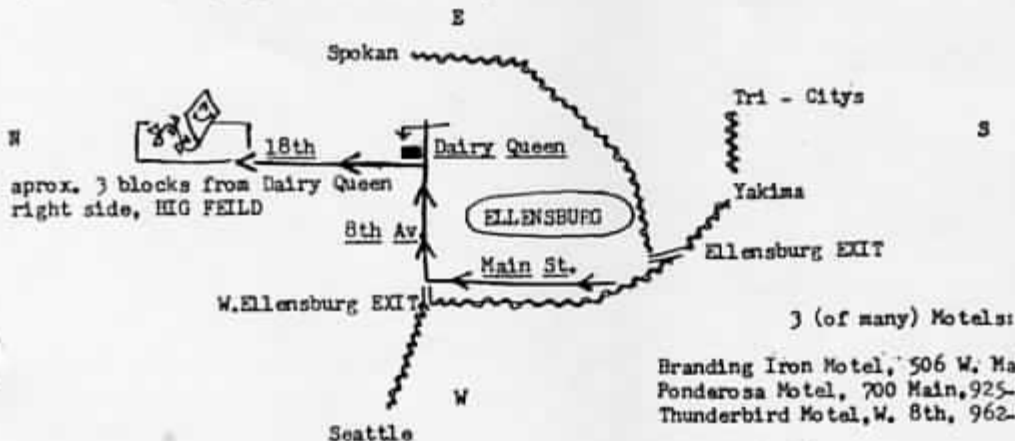 E
Spokan
Tri - Citys
N
S
18th
Dairy Queen
aprox. 3 blocks from Dairy Queen
right side, BIG FEILD
Yakima
8th Av
ELLENSBURG
Ellensburg EXIT
Main St.
W.Ellensburg EXIT
3 (of many) Motels:
Branding Iron Motel, 506 W. Ma
W
Ponderosa Motel, 700 Main,925-
Thunderbird Motel,W. 8th, 962-
Seattle